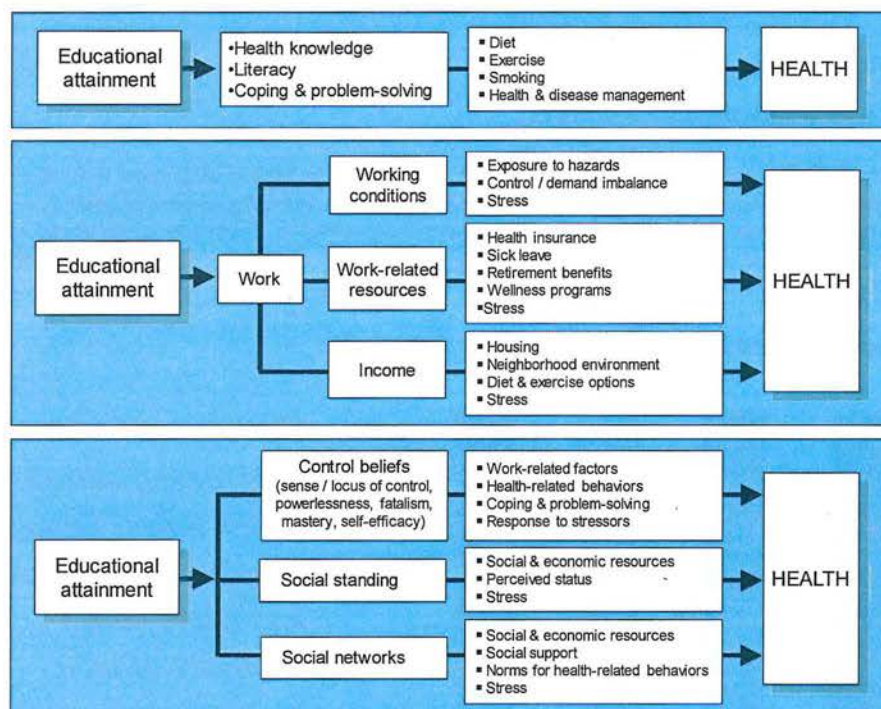 Educational
attainment
•Health knowledge
•Literacy
•Coping & problem-solving
▪ Diet
▪ Exercise
▪ Smoking
▪ Health & disease management
HEALTH
Educational
attainment
Work
Working
conditions
▪ Exposure to hazards
▪ Control / demand imbalance
▪ Stress
Work-related
resources
▪ Health insurance
▪ Sick leave
▪ Retirement benefits
▪ Wellness programs
▪Stress
Income
▪ Housing
▪ Neighborhood environment
▪ Diet & exercise options
▪ Stress
HEALTH
Educational
attainment
Control beliefs
(sense / locus of control,
powerlessness, fatalism,
mastery, self-efficacy)
▪ Work-related factors
▪ Health-related behaviors
▪ Coping & problem-solving
▪ Response to stressors
Social standing
▪ Social & economic resources
▪ Perceived status
▪ Stress
Social networks
▪ Social & economic resources
▪ Social support
▪ Norms for health-related behaviors
▪ Stress
HEALTH